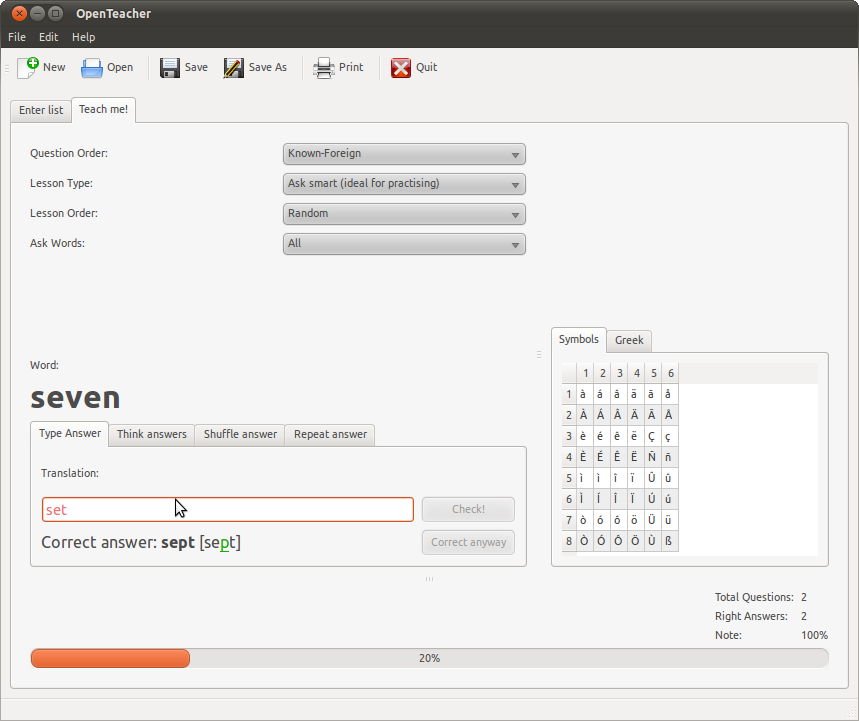 OpenTeacher
File Edit Help
New Open Save Save As Print Quit
Enter list Teach me!
Question Order: Known-Foreign
Lesson Type: Ask smart (ideal for practising)
Lesson Order: Random
Ask Words: All
Symbols Greek
Word:
seven
1 2 3 4 5 6
1 à á â ä ã å
2 À Á Â Ä Ã Å
3 è é ê ë Ç ç
4 È É Ê Ë Ñ ñ
5 ì í î ï Û û
6 Ì Í Î Ï Ú ú
7 ò ó ô ö Ü ü
8 Ò Ó Ô Ö Ù ß
Type Answer Think answers Shuffle answer Repeat answer
Translation:
set Check!
Correct answer: sept [sept] Correct anyway
Total Questions: 2
Right Answers: 2
Note: 100%
20%